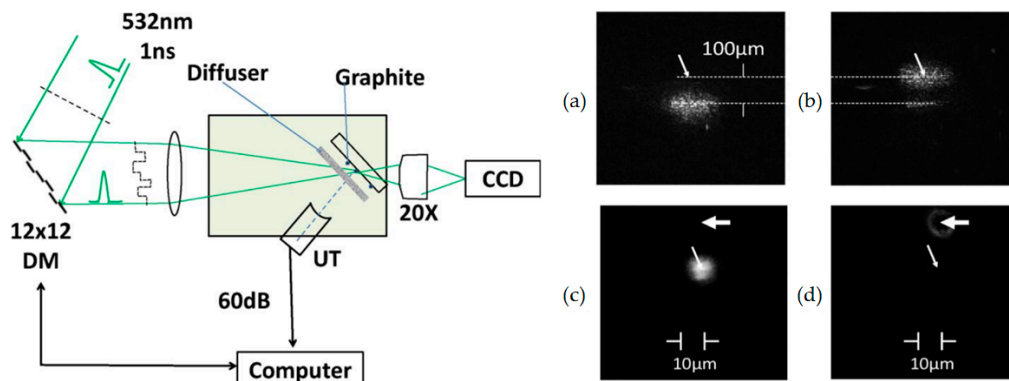 532nm
1ns
Diffuser
Graphite
12x12
DM
UT
20X
CCD
60dB
Computer
(a)
100µm
(b)
(c)
10µm
(d)
10µm